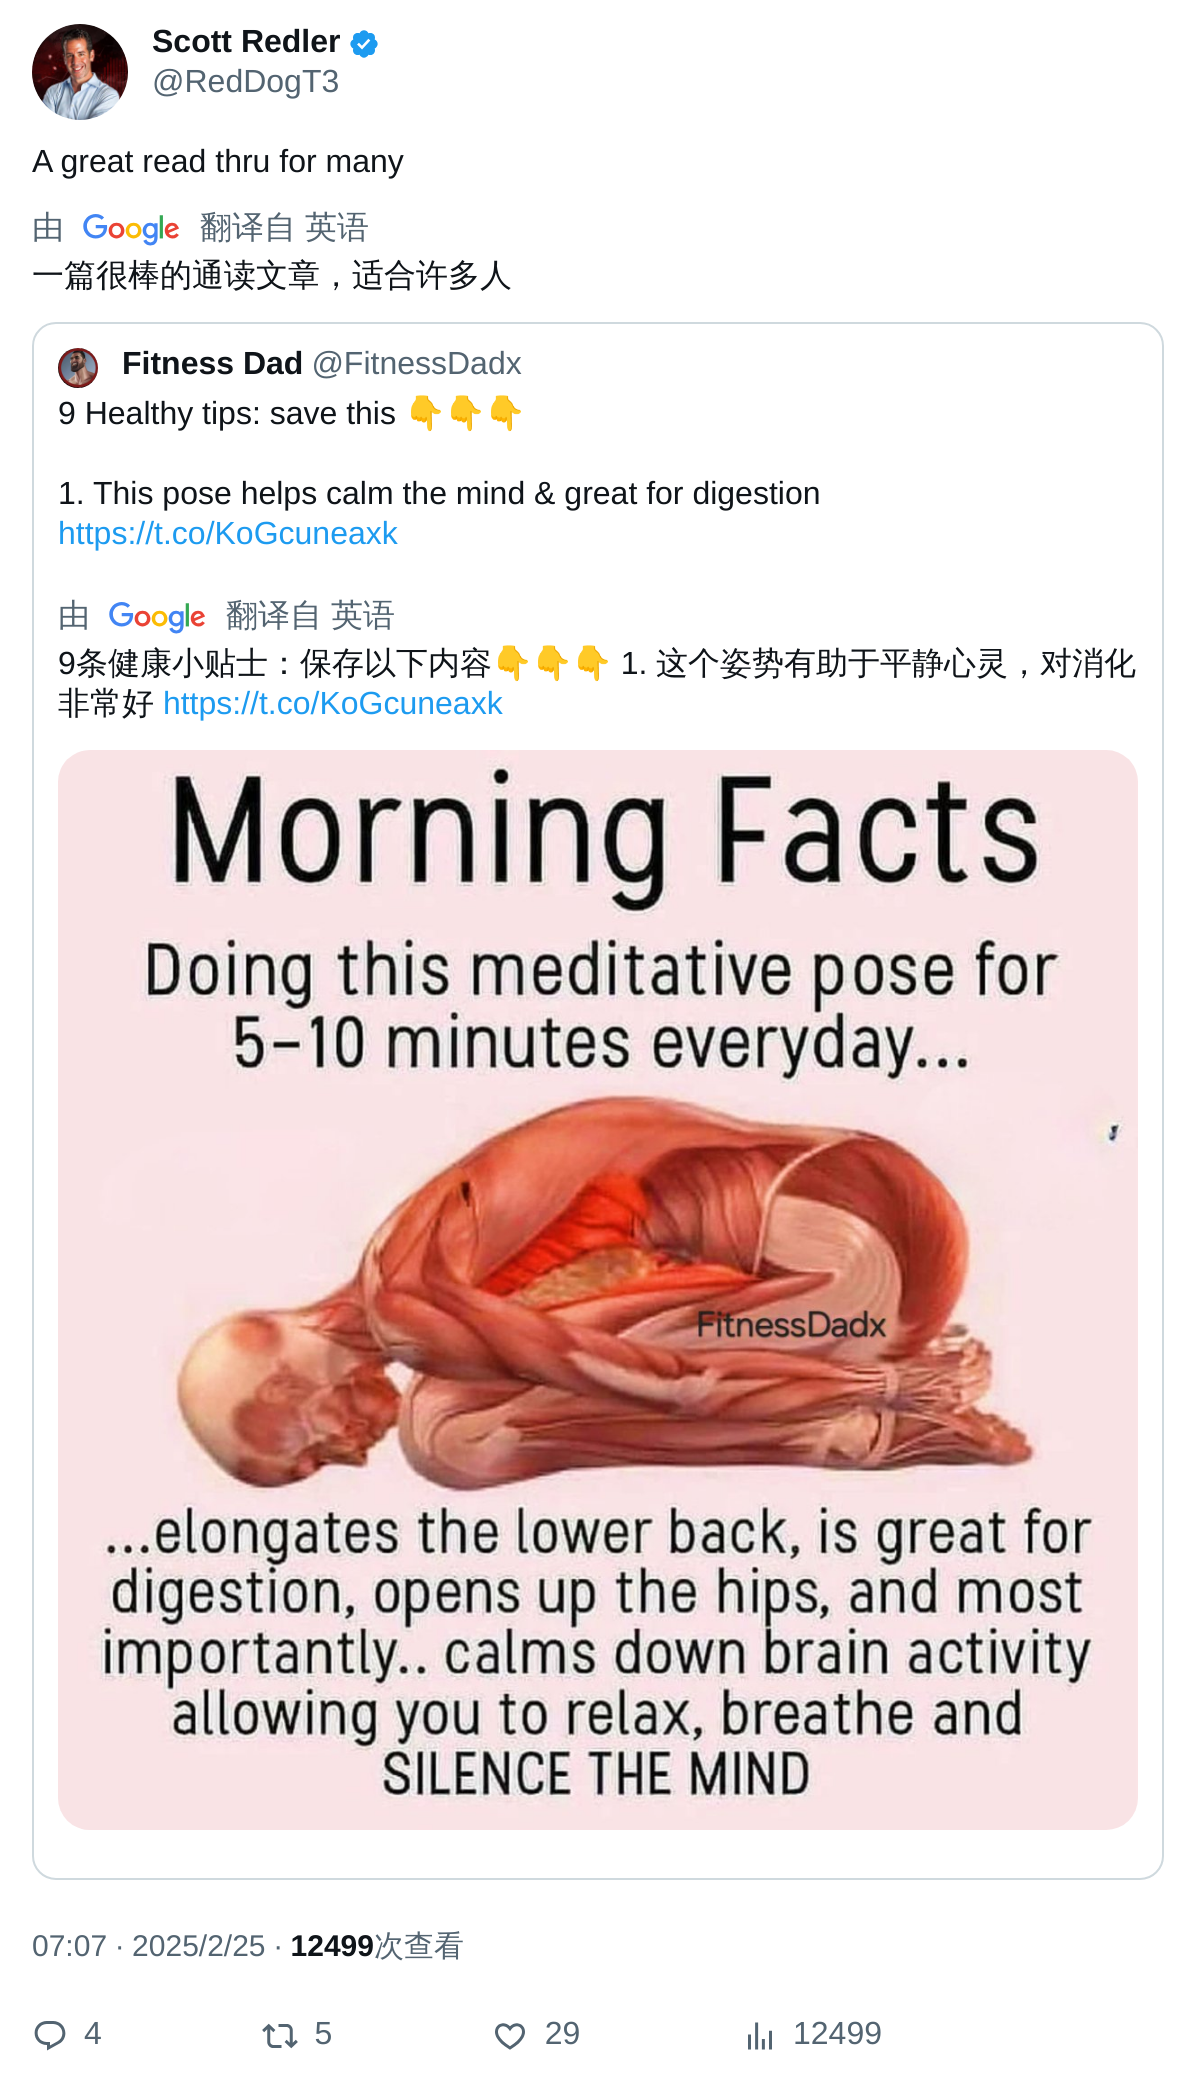 Scott Redler
@RedDogT3
A great read thru for many
由 Google 翻译自 英语
一篇很棒的通读文章，适合许多人
Fitness Dad @FitnessDadx
9 Healthy tips: save this 👇👇👇
1. This pose helps calm the mind & great for digestion
https://t.co/KoGcuneaxk
由 Google 翻译自 英语
9条健康小贴士：保存以下内容👇👇👇 1. 这个姿势有助于平静心灵，对消化
非常好 https://t.co/KoGcuneaxk
Morning Facts
Doing this meditative pose for
5-10 minutes everyday...
FitnessDadx
...elongates the lower back, is great for
digestion, opens up the hips, and most
importantly.. calms down brain activity
allowing you to relax, breathe and
SILENCE THE MIND
07:07 · 2025/2/25 · 12499次查看
4 5 29 12499